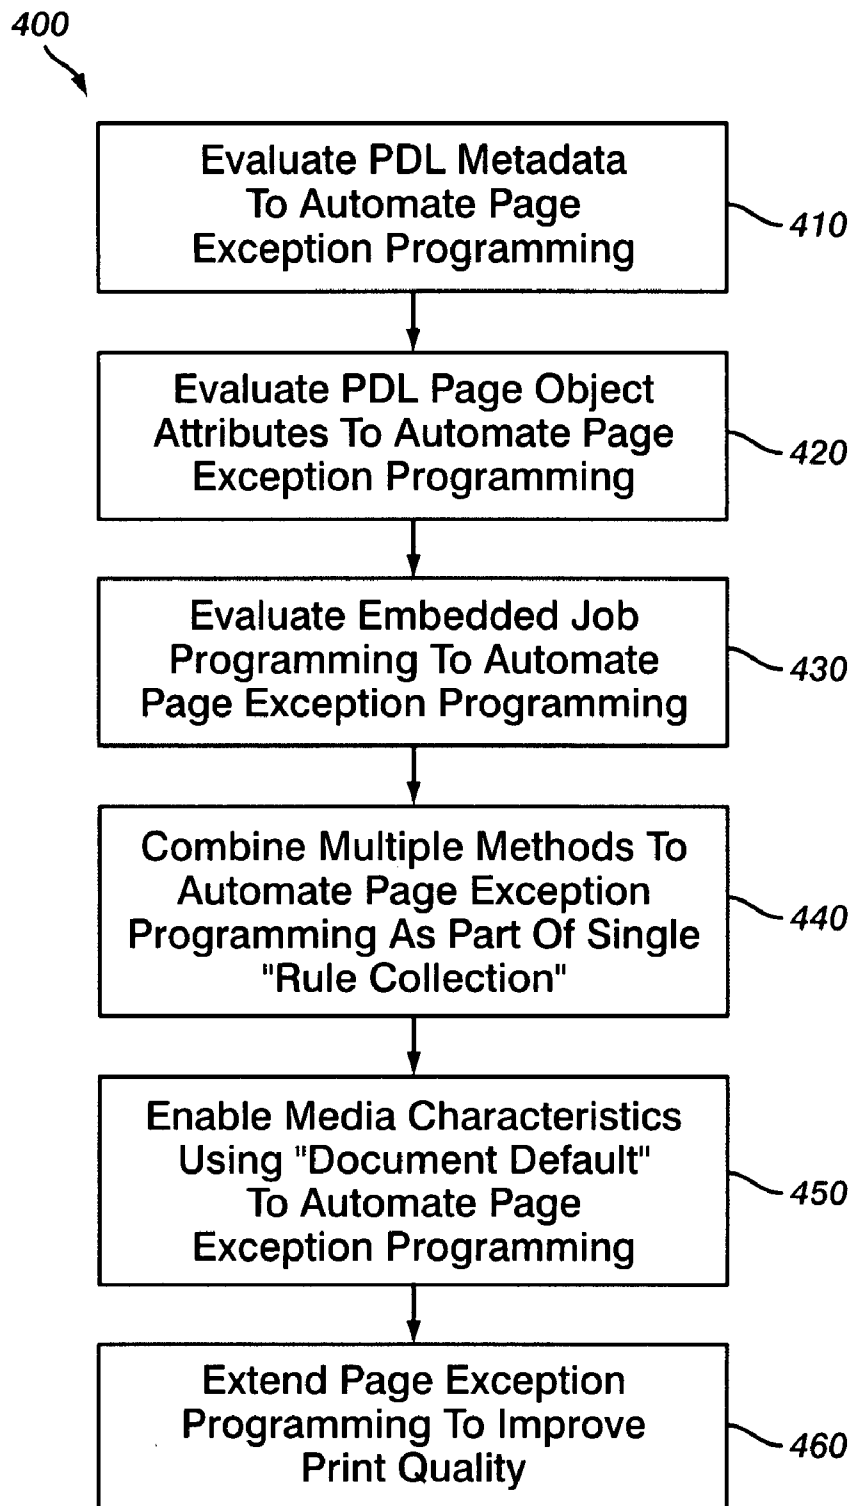 400
Evaluate PDL Metadata
To Automate Page
Exception Programming
410
Evaluate PDL Page Object
Attributes To Automate Page
Exception Programming
420
Evaluate Embedded Job
Programming To Automate
Page Exception Programming
430
Combine Multiple Methods To
Automate Page Exception
Programming As Part Of Single
"Rule Collection"
440
Enable Media Characteristics
Using "Document Default"
To Automate Page
Exception Programming
450
Extend Page Exception
Programming To Improve
Print Quality
460